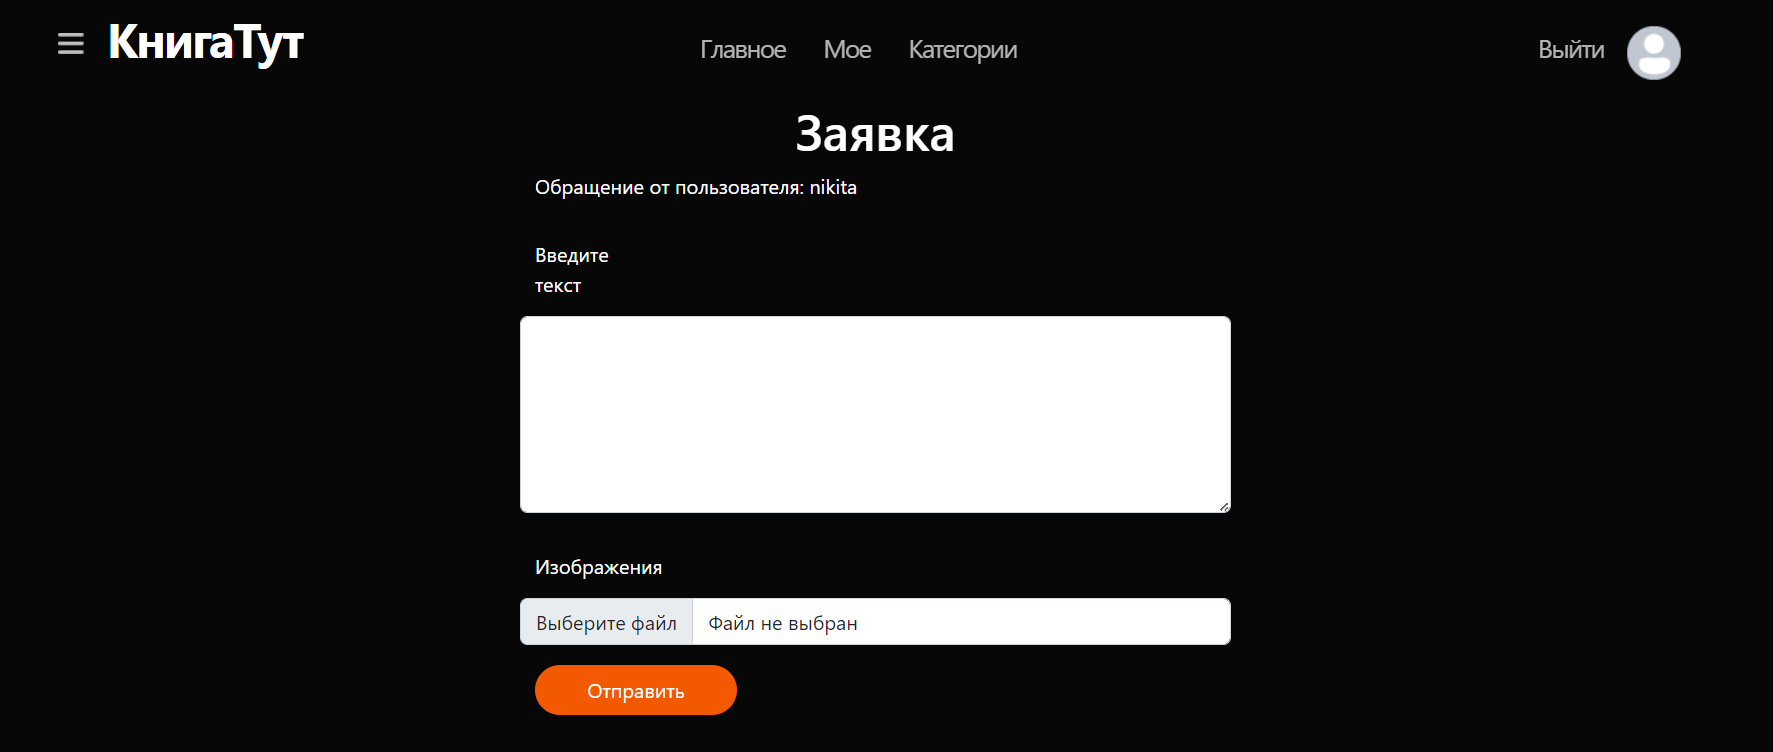 КнигаТут
Главное Мое Категории
Выйти
Заявка
Обращение от пользователя: nikita
Введите
текст
Изображения
Выберите файл Файл не выбран
Отправить